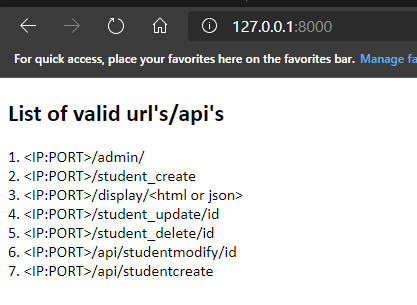 127.0.0.1:8000
For quick access, place your favorites here on the favorites bar. Manage fa
List of valid url's/api's
1. <IP:PORT>/admin/
2. <IP:PORT>/student_create
3. <IP:PORT>/display/<html or json>
4. <IP:PORT>/student_update/id
5. <IP:PORT>/student_delete/id
6. <IP:PORT>/api/studentmodify/id
7. <IP:PORT>/api/studentcreate